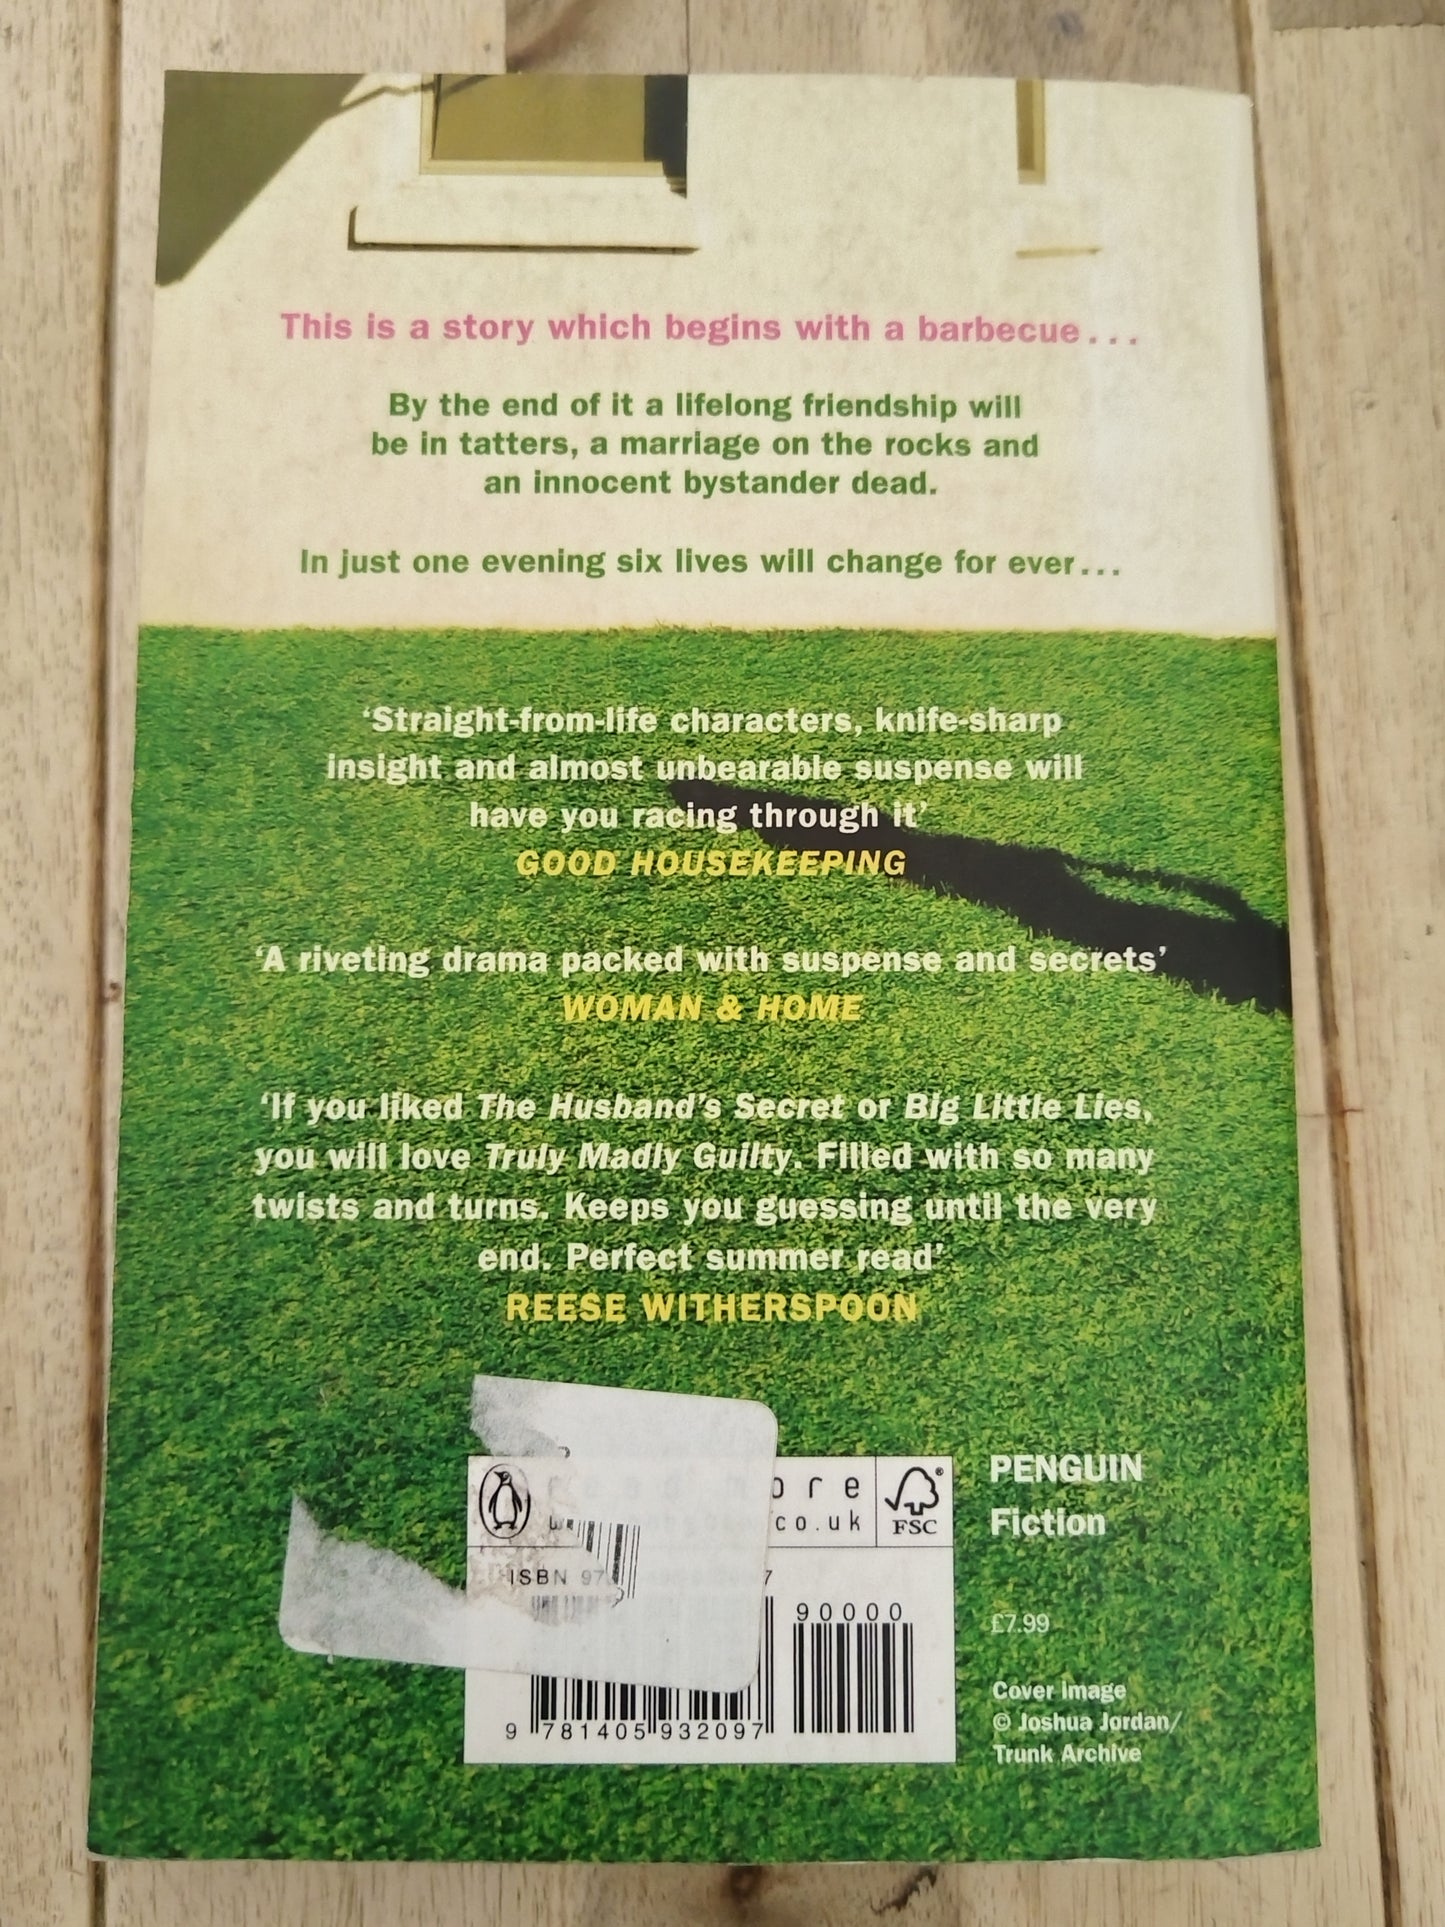 This is a story which begins with a barbecue...
By the end of it a lifelong friendship will
be in tatters, a marriage on the rocks and
an innocent bystander dead.
In just one evening six lives will change for ever...
‘Straight-from-life characters, knife-sharp
insight and almost unbearable suspense will
have you racing through it’
GOOD HOUSEKEEPING
‘A riveting drama packed with suspense and secrets’
WOMAN & HOME
‘If you liked The Husband's Secret or Big Little Lies,
you will love Truly Madly Guilty. Filled with so many
twists and turns. Keeps you guessing until the very
end. Perfect summer read’
REESE WITHERSPOON
co.uk
FSC
ISBN
90000
9 781405 932097
PENGUIN
Fiction
£7.99
Cover image
© Joshua Jordan/
Trunk Archive